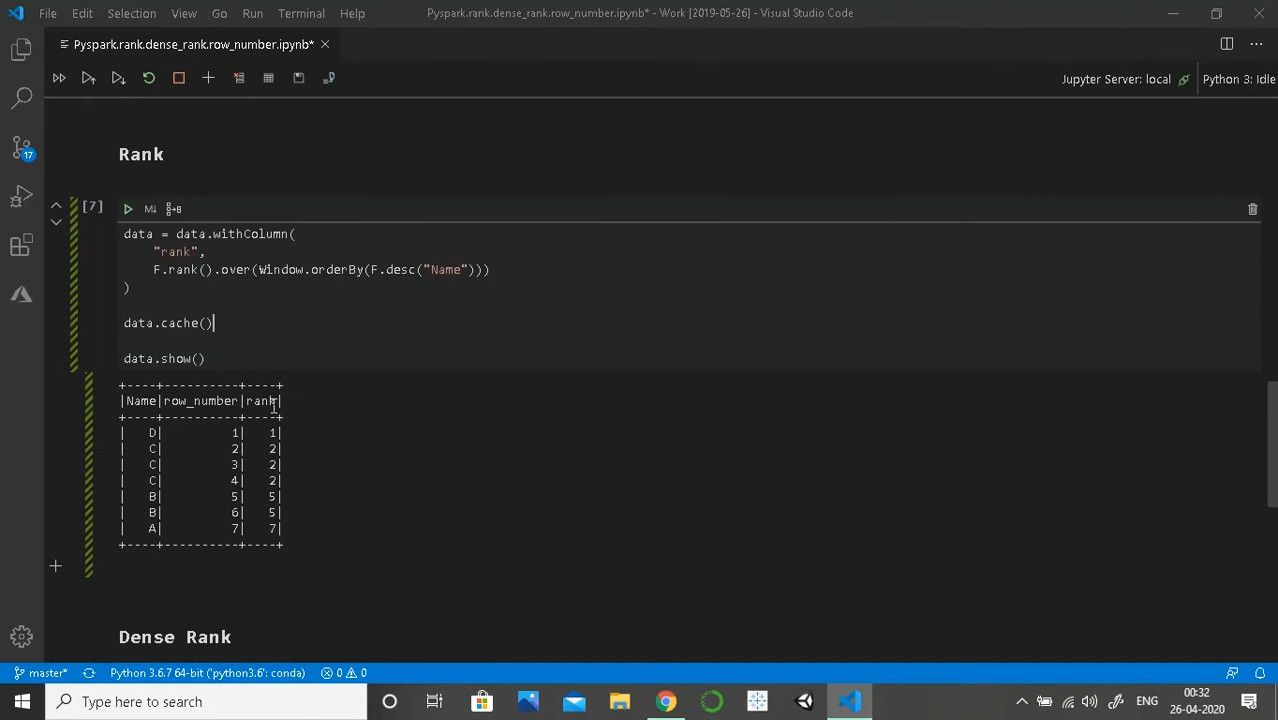 File Edit Selection View Go Run Terminal Help Pyspark.rank.dense_rank.row_number.ipynb* - Work [2019-05-26] - Visual Studio Code
Pyspark.rank.dense_rank.row_number.ipynb*
Jupyter Server: local Python 3: Idle
17
Rank
[7]
M↓
data = data.withColumn(
"rank",
F.rank().over(Window.orderBy(F.desc("Name")))
)
data.cache()
data.show()
+----+----------+----+
|Name|row_number|rank|
+----+----------+----+
|   D|         1|   1|
|   C|         2|   2|
|   C|         3|   2|
|   C|         4|   2|
|   B|         5|   5|
|   B|         6|   5|
|   A|         7|   7|
+----+----------+----+
Dense Rank
master* Python 3.6.7 64-bit ('python3.6': conda) 0 0
Type here to search
ENG
00:32
26-04-2020